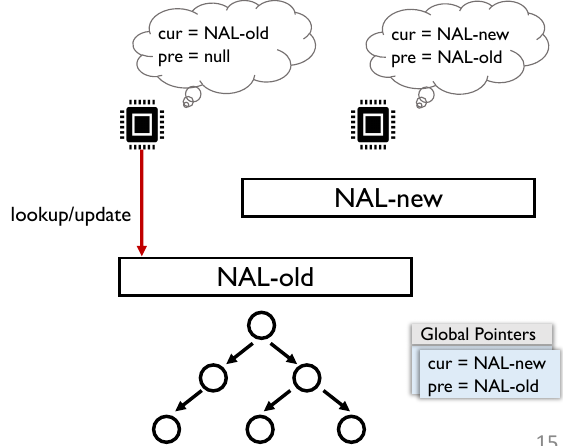 cur = NAL-old
pre = null
cur = NAL-new
pre = NAL-old
NAL-new
lookup/update
NAL-old
Global Pointers
cur = NAL-new
pre = NAL-old
15